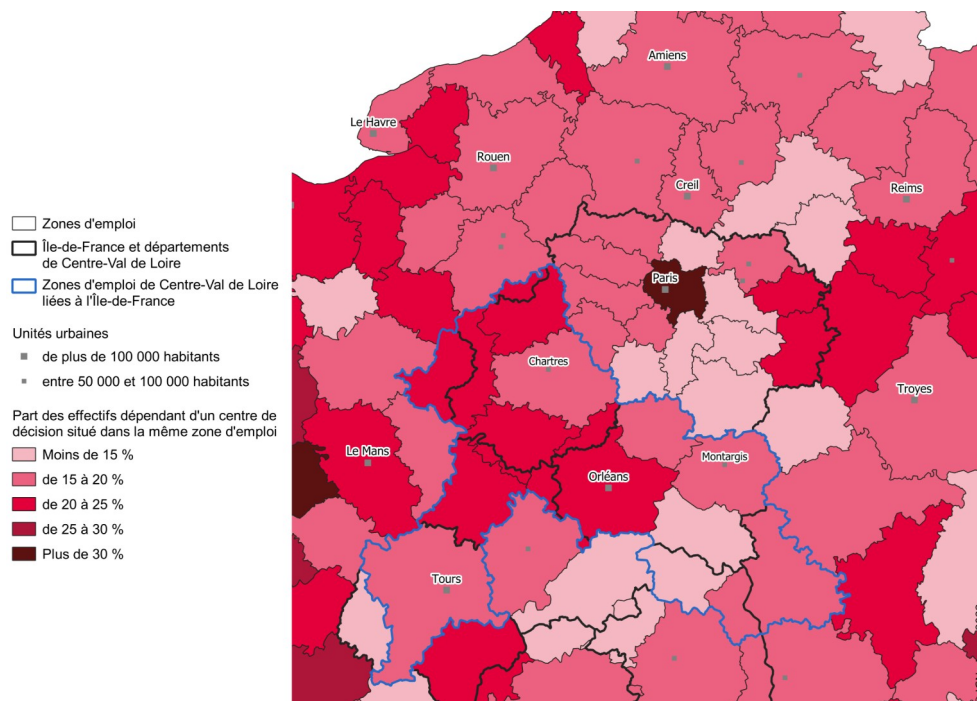 Zones d'emploi
Île-de-France et départements
de Centre-Val de Loire
Zones d'emploi de Centre-Val de Loire
liées à l'Île-de-France
Unités urbaines
de plus de 100 000 habitants
entre 50 000 et 100 000 habitants
Part des effectifs dépendant d'un centre de
décision situé dans la même zone d'emploi
Moins de 15 %
de 15 à 20 %
de 20 à 25 %
de 25 à 30 %
Plus de 30 %
Amiens
Le Havre
Rouen
Creil
Reims
Paris
Chartres
Troyes
Le Mans
Montargis
Orléans
Tours